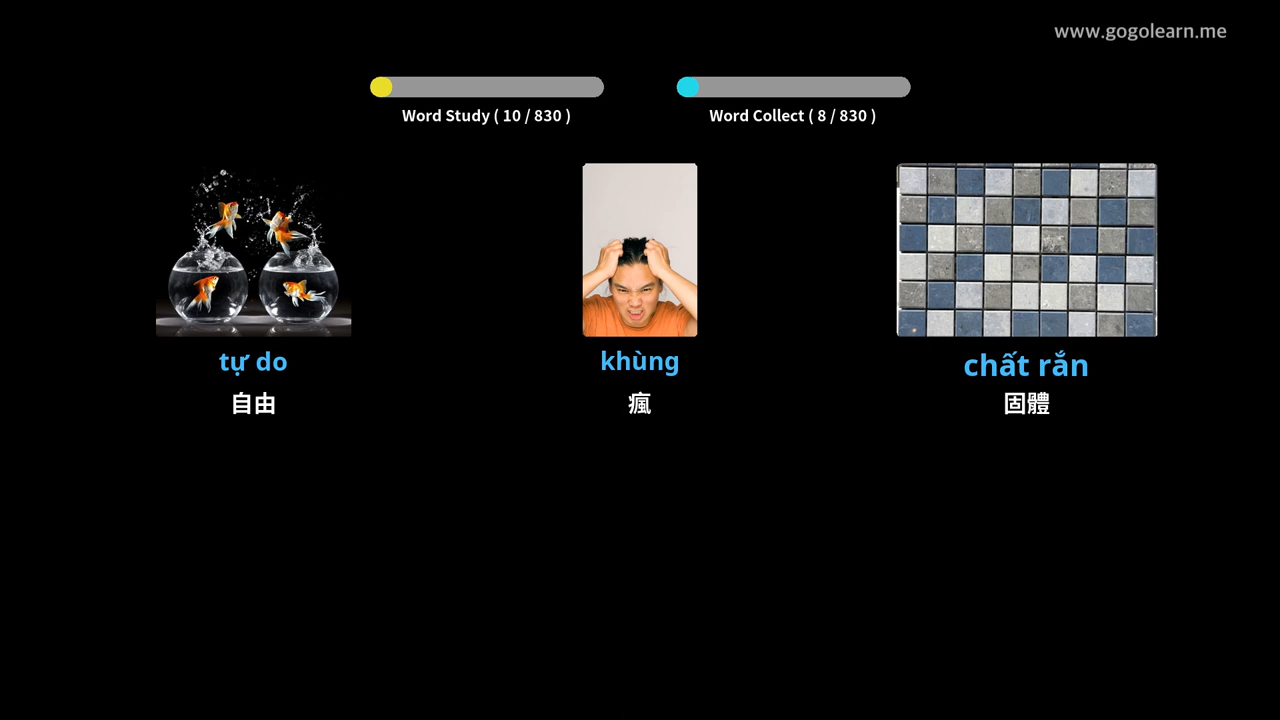 www.gogolearn.me
Word Study ( 10 / 830 )
Word Collect ( 8 / 830 )
tự do
自由
khùng
瘋
chất rắn
固體